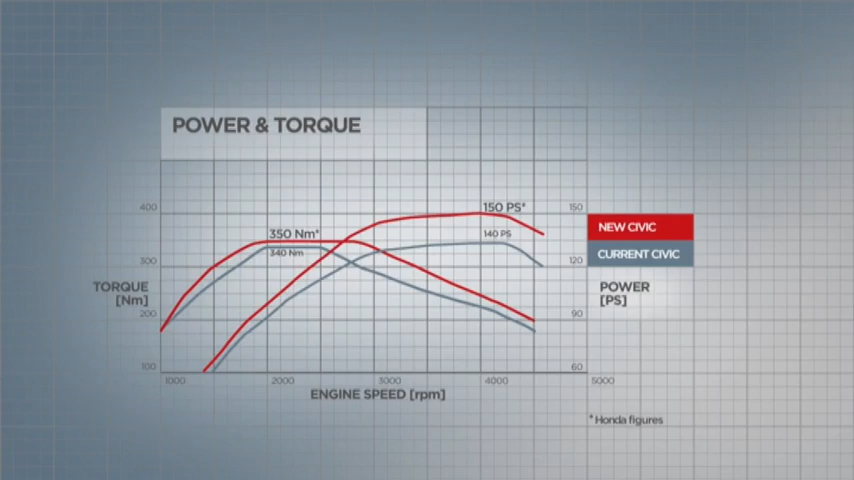 POWER & TORQUE
400
150 PS*
150
NEW CIVIC
350 Nm*
140 PS
340 Nm
CURRENT CIVIC
300
120
TORQUE
[Nm]
POWER
[PS]
200
90
100
60
1000
2000
3000
4000
5000
ENGINE SPEED [rpm]
* Honda figures